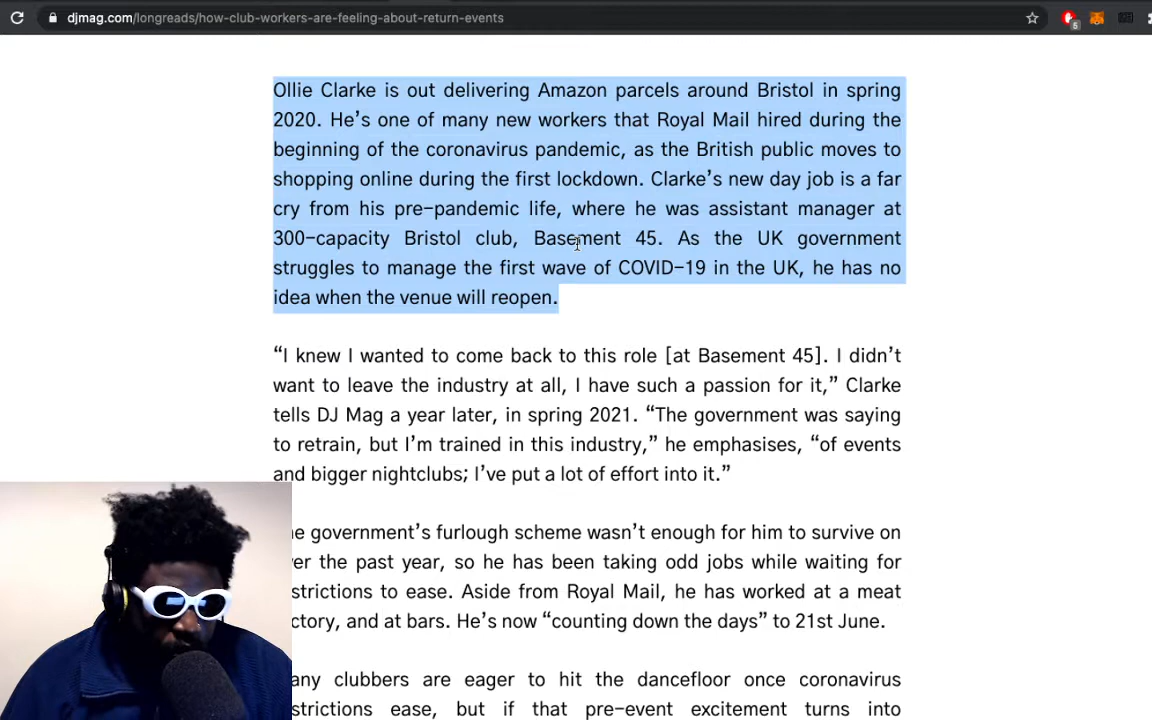 djmag.com/longreads/how-club-workers-are-feeling-about-return-events
5
Ollie Clarke is out delivering Amazon parcels around Bristol in spring
2020. He’s one of many new workers that Royal Mail hired during the
beginning of the coronavirus pandemic, as the British public moves to
shopping online during the first lockdown. Clarke’s new day job is a far
cry from his pre-pandemic life, where he was assistant manager at
300-capacity Bristol club, Basement 45. As the UK government
struggles to manage the first wave of COVID-19 in the UK, he has no
idea when the venue will reopen.
“I knew I wanted to come back to this role [at Basement 45]. I didn’t
want to leave the industry at all, I have such a passion for it,” Clarke
tells DJ Mag a year later, in spring 2021. “The government was saying
to retrain, but I’m trained in this industry,” he emphasises, “of events
and bigger nightclubs; I’ve put a lot of effort into it.”
he government’s furlough scheme wasn’t enough for him to survive on
ver the past year, so he has been taking odd jobs while waiting for
strictions to ease. Aside from Royal Mail, he has worked at a meat
ctory, and at bars. He’s now “counting down the days” to 21st June.
any clubbers are eager to hit the dancefloor once coronavirus
strictions ease, but if that pre-event excitement turns into